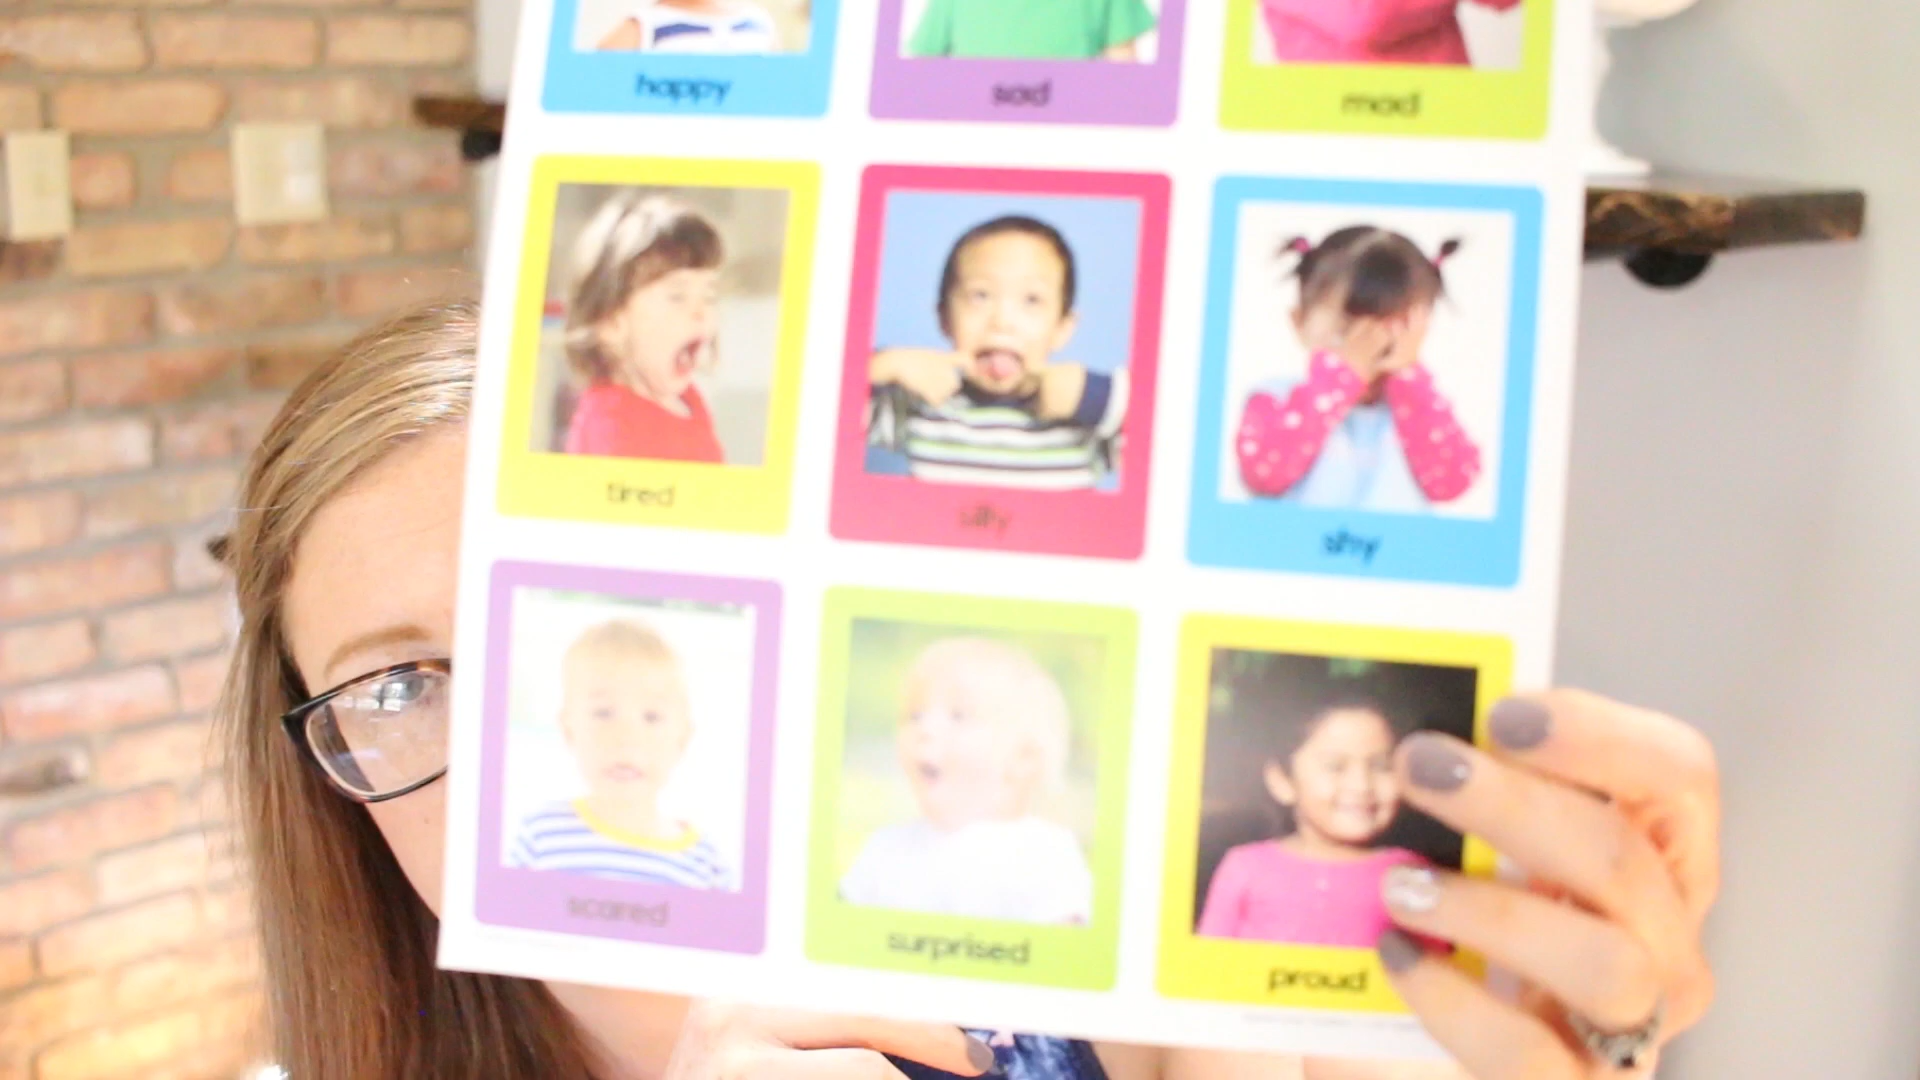 happy
sad
mad
tired
silly
shy
scared
surprised
proud